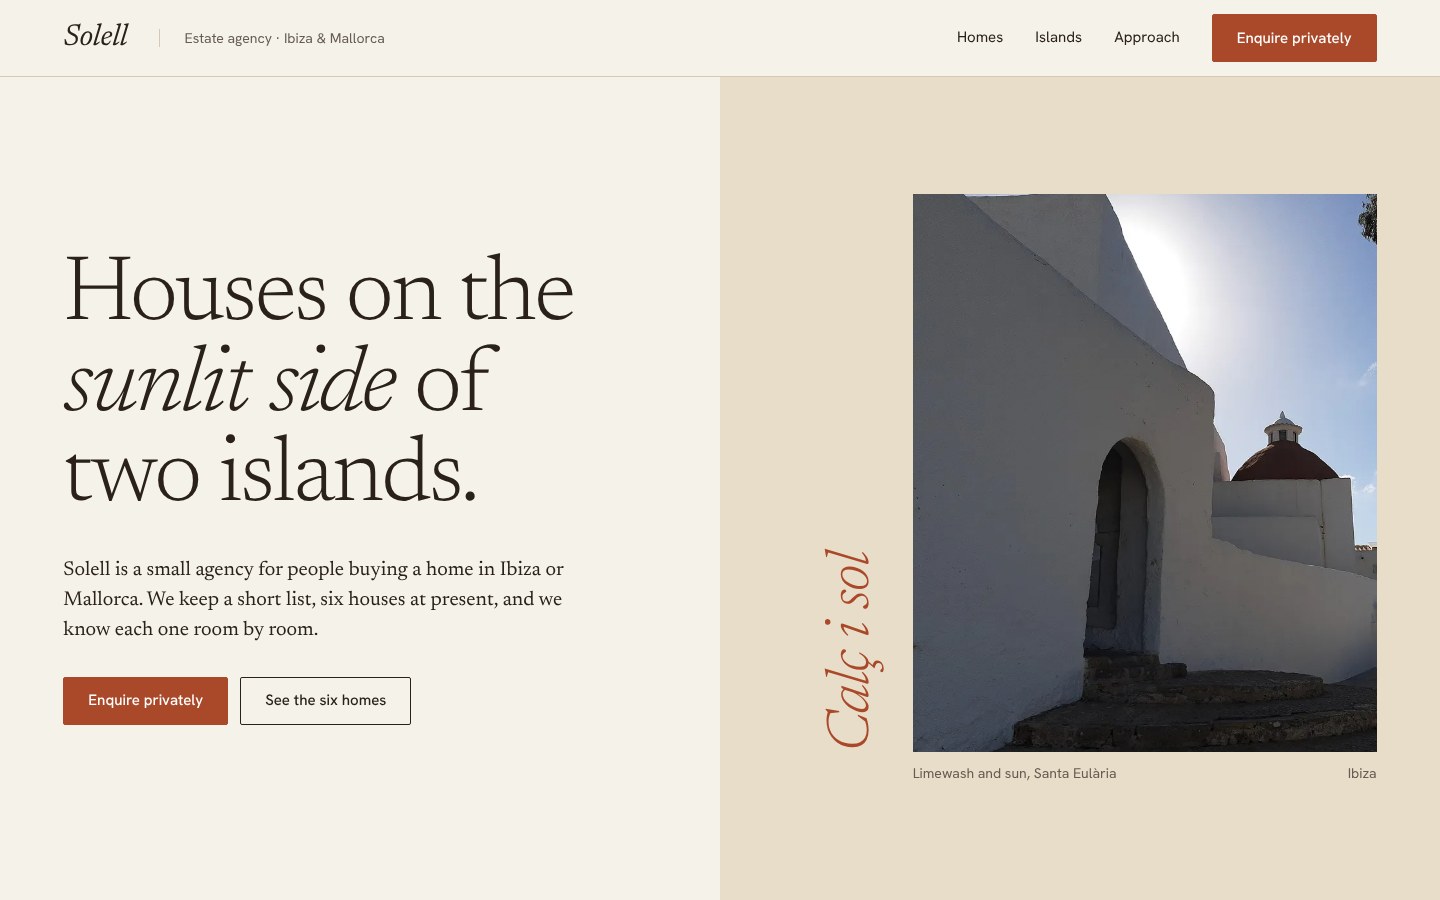 Solell
Estate agency · Ibiza & Mallorca
Homes
Islands
Approach
Enquire privately
Houses on the
sunlit side of
two islands.
Solell is a small agency for people buying a home in Ibiza or
Mallorca. We keep a short list, six houses at present, and we
know each one room by room.
Enquire privately
See the six homes
Calç i sol
Limewash and sun, Santa Eulària
Ibiza